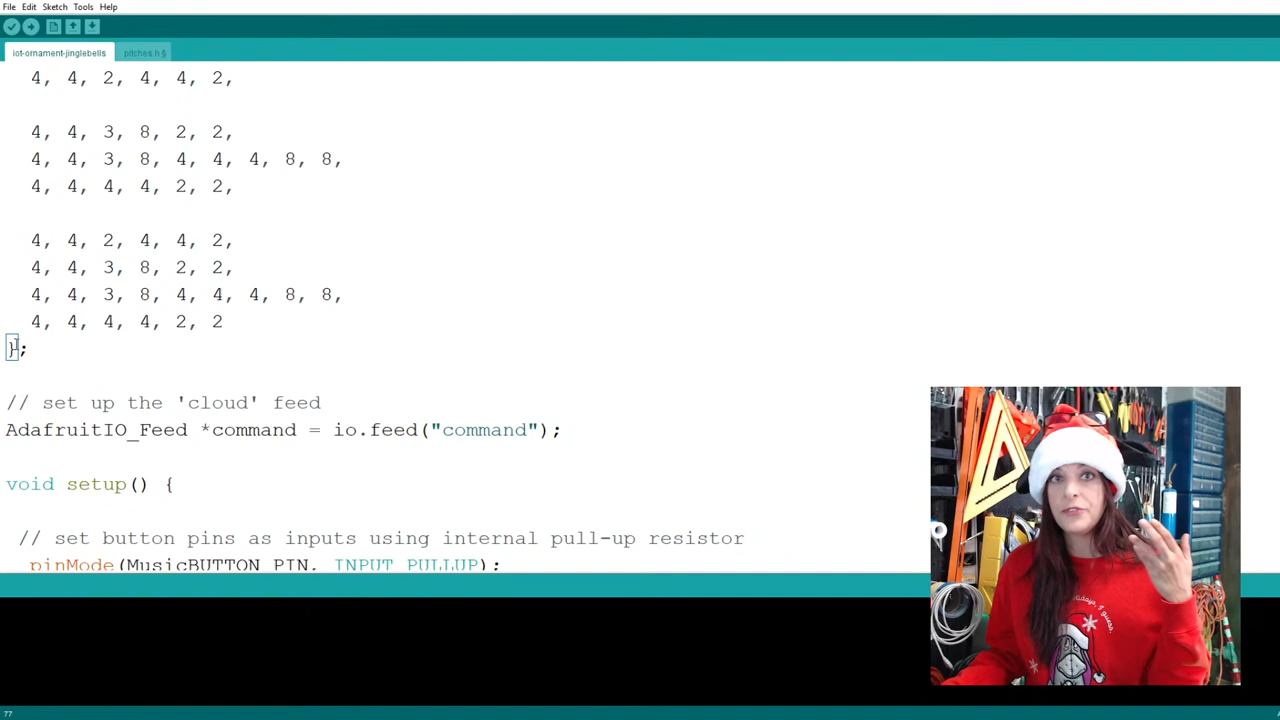 File Edit Sketch Tools Help
iot-ornament-jinglebells pitches.h §
4, 4, 2, 4, 4, 2,
4, 4, 3, 8, 2, 2,
4, 4, 3, 8, 4, 4, 4, 8, 8,
4, 4, 4, 4, 2, 2,
4, 4, 2, 4, 4, 2,
4, 4, 3, 8, 2, 2,
4, 4, 3, 8, 4, 4, 4, 8, 8,
4, 4, 4, 4, 2, 2
};
// set up the 'cloud' feed
AdafruitIO_Feed *command = io.feed("command");
void setup() {
// set button pins as inputs using internal pull-up resistor
pinMode(MusicBUTTON_PIN, INPUT_PULLUP);
I guess.
77